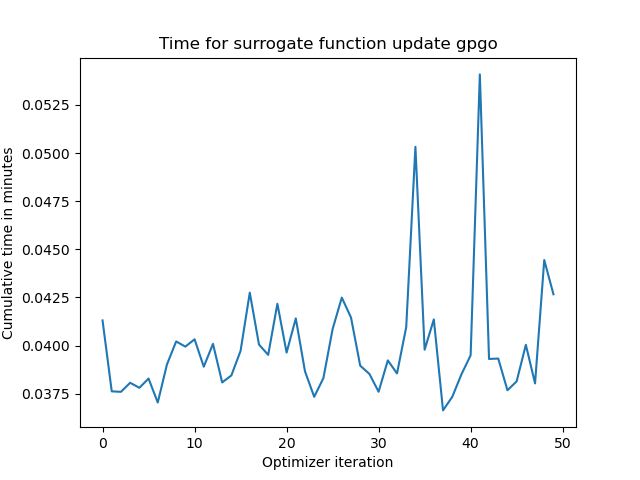 Time for surrogate function update gpgo
Cumulative time in minutes
0.0525
0.0500
0.0475
0.0450
0.0425
0.0400
0.0375
0 10 20 30 40 50
Optimizer iteration